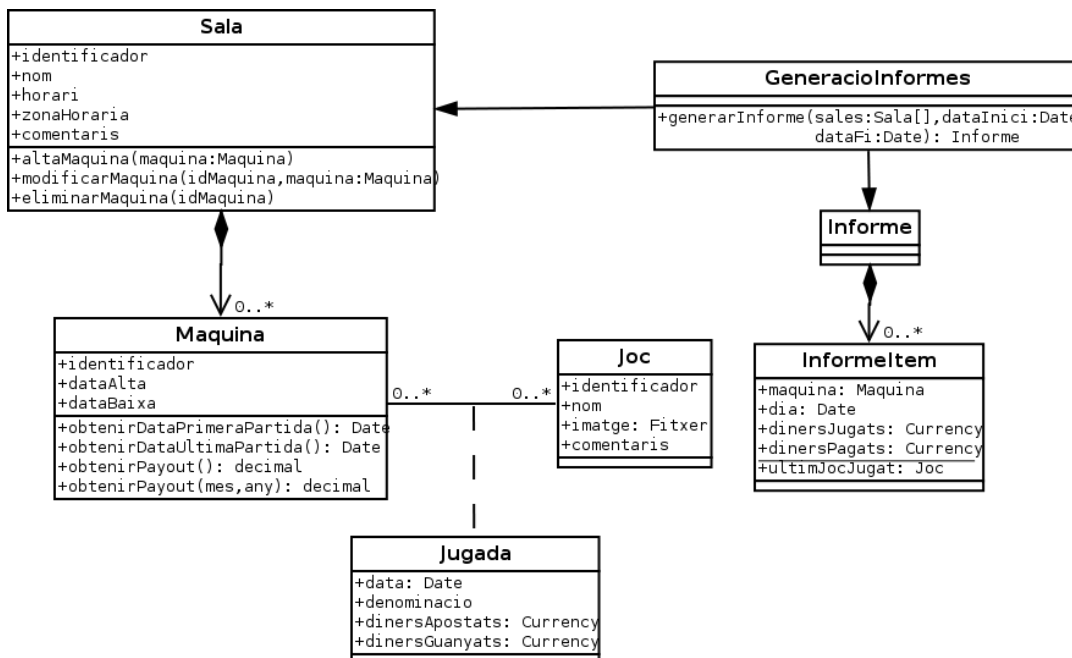 Sala
+identificador
+nom
+horari
+zonaHoraria
+comentaris
+altaMaquina(maquina:Maquina)
+modificarMaquina(idMaquina,maquina:Maquina)
+eliminarMaquina(idMaquina)
GeneracioInformes
+generarInforme(sales:Sala[],dataInici:Date
dataFi:Date): Informe
Informe
0..*
0..*
Maquina
+identificador
+dataAlta
+dataBaixa
+obtenirDataPrimeraPartida(): Date
+obtenirDataUltimaPartida(): Date
+obtenirPayout(): decimal
+obtenirPayout(mes,any): decimal
0..*
0..*
Joc
+identificador
+nom
+imatge: Fitxer
+comentaris
InformeItem
+maquina: Maquina
+dia: Date
+dinersJugats: Currency
+dinersPagats: Currency
+ultimJocJugat: Joc
Jugada
+data: Date
+denominacio
+dinersApostats: Currency
+dinersGuanyats: Currency